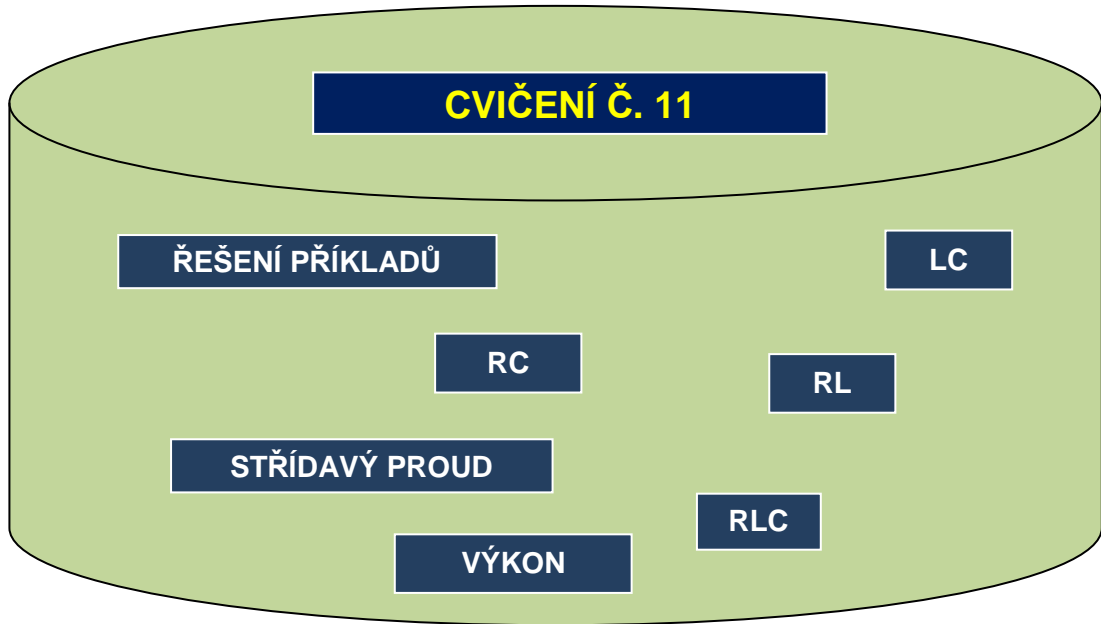 CVIČENÍ Č. 11
ŘEŠENÍ PŘÍKLADŮ
LC
RC
RL
STŘÍDAVÝ PROUD
RLC
VÝKON